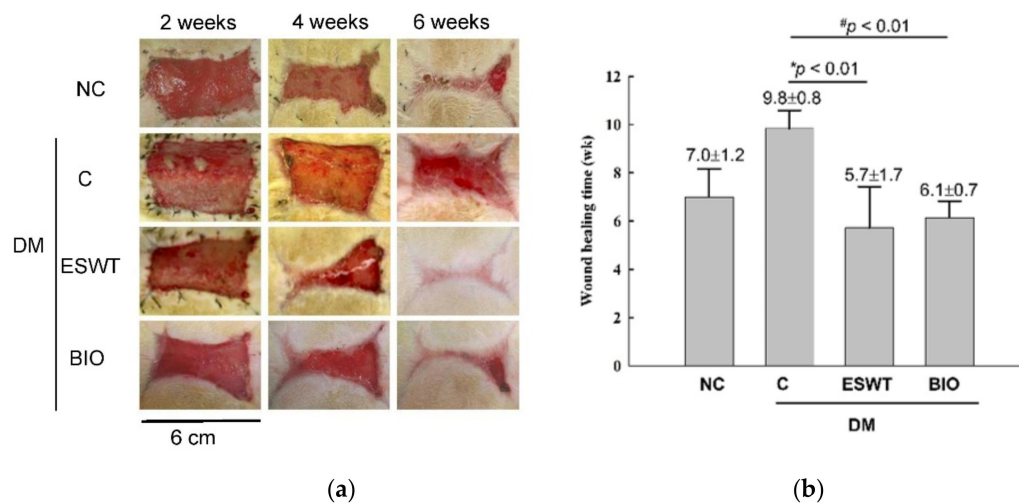 2 weeks 4 weeks 6 weeks
NC
C
DM
ESWT
BIO
6 cm
(a)
#p < 0.01
*p < 0.01
9.8±0.8
7.0±1.2
5.7±1.7
6.1±0.7
Wound healing time (wk)
12
10
8
6
4
2
0
NC C ESWT BIO
DM
(b)